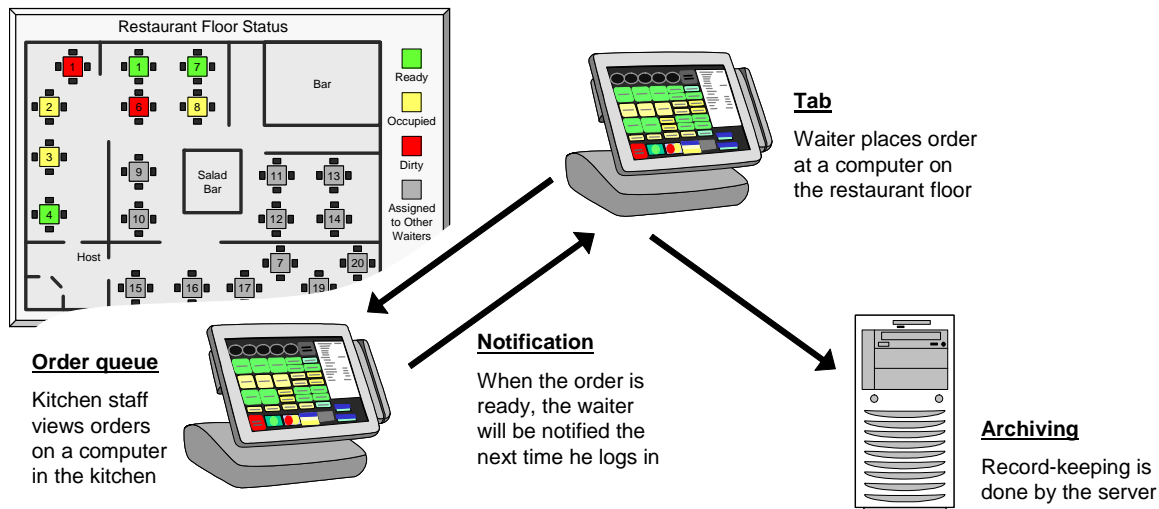 Restaurant Floor Status
1
1
7
Ready
Bar
2
6
8
Occupied
3
Dirty
9
Salad
Bar
11
13
4
10
12
14
Assigned
to Other
Waiters
Host
7
20
15
16
17
19
Tab
Waiter places order
at a computer on
the restaurant floor
Order queue
Kitchen staff
views orders
on a computer
in the kitchen
Notification
When the order is
ready, the waiter
will be notified the
next time he logs in
Archiving
Record-keeping is
done by the server